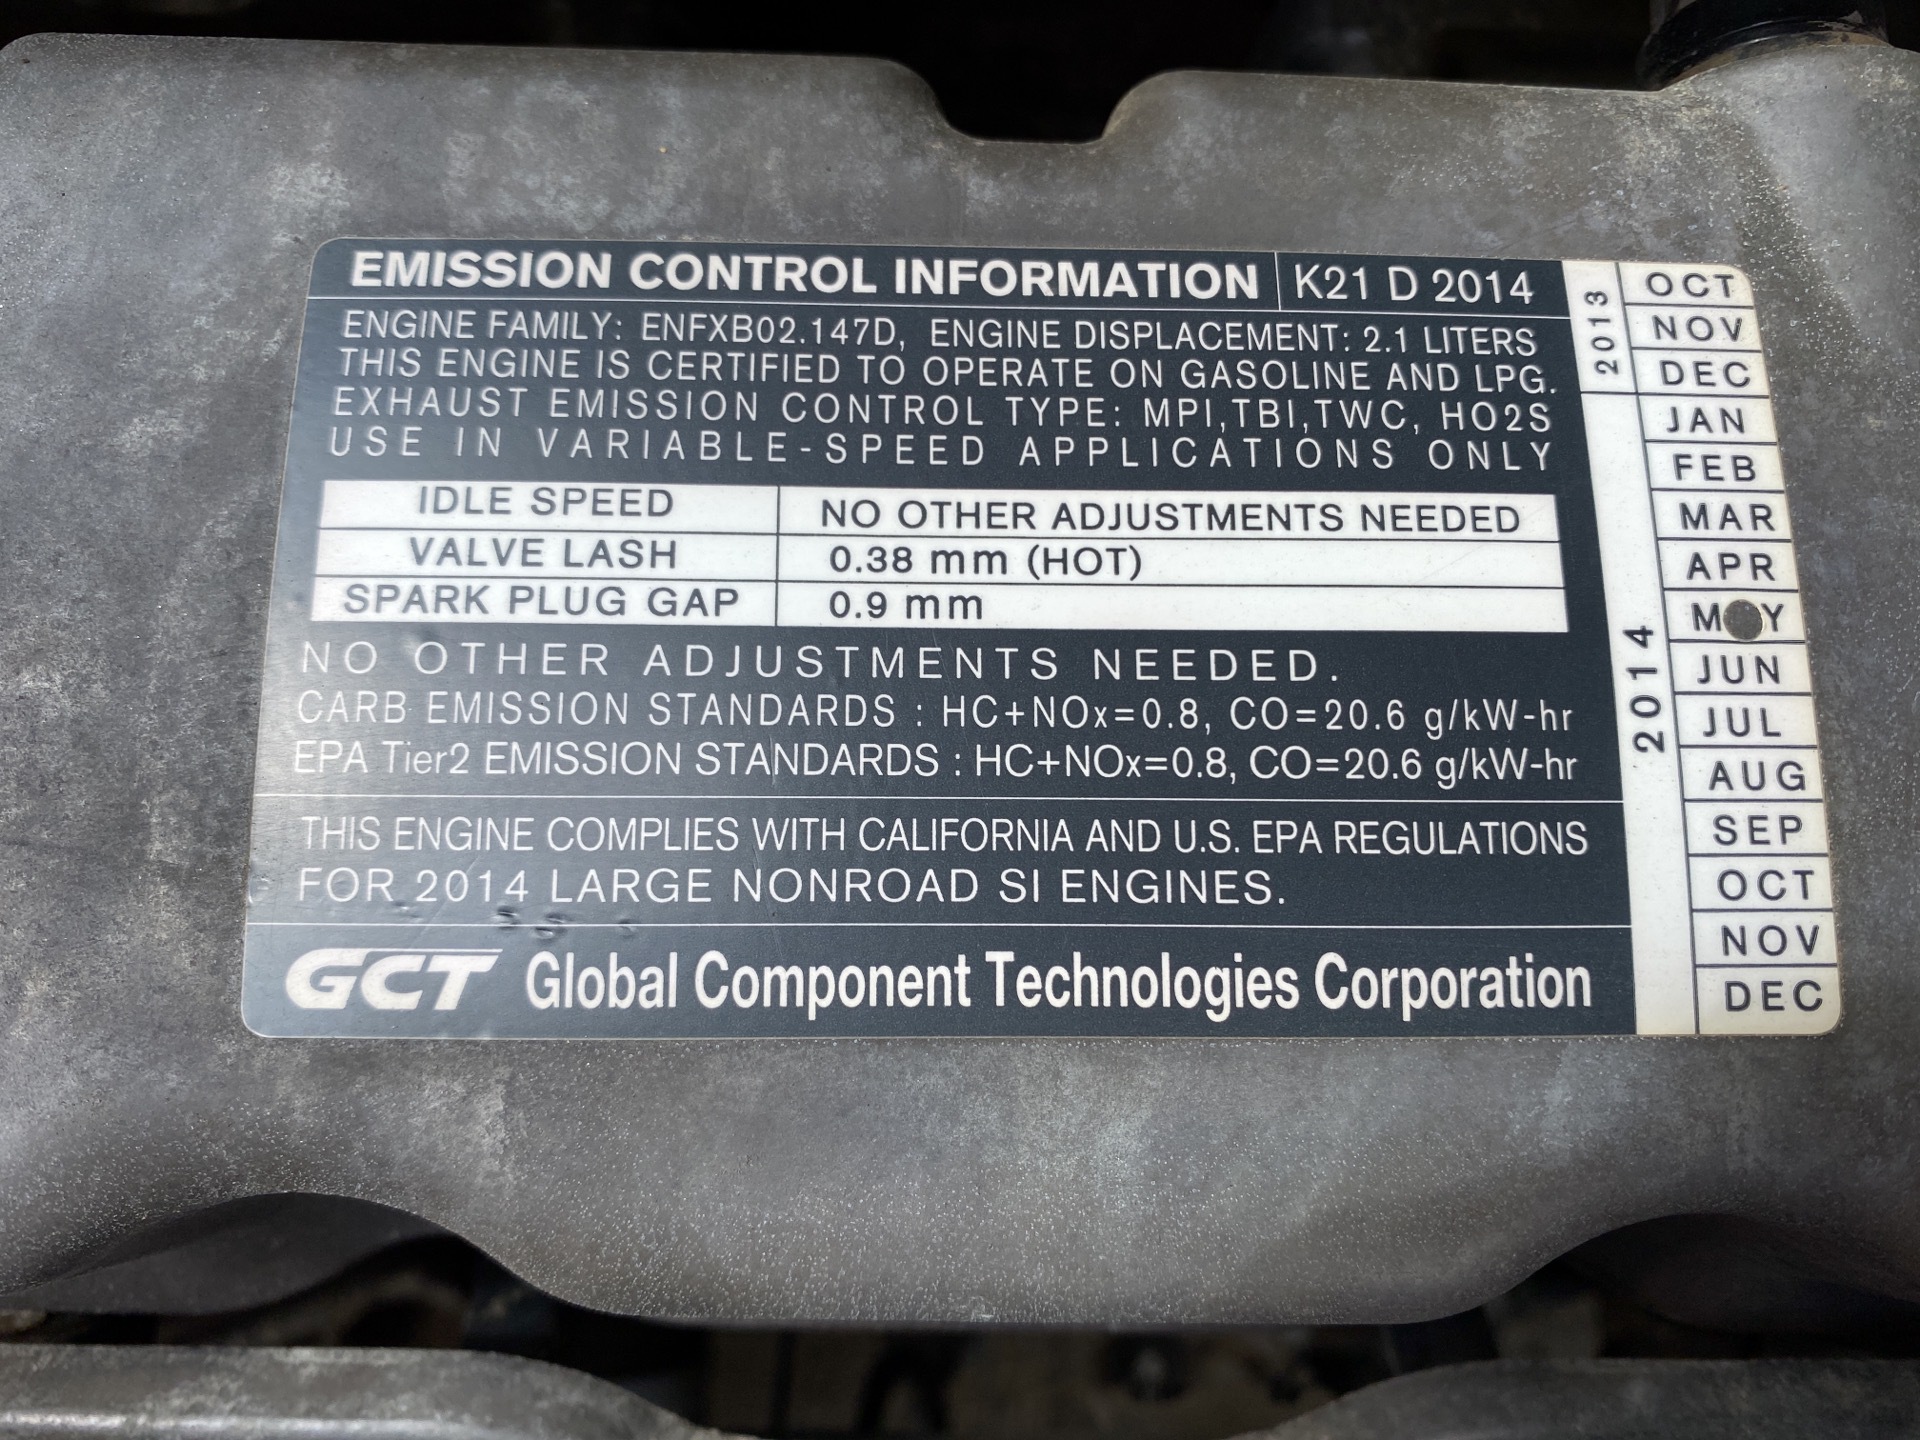 EMISSION CONTROL INFORMATION K21 D 2014
ENGINE FAMILY: ENFXB02.147D, ENGINE DISPLACEMENT: 2.1 LITERS
THIS ENGINE IS CERTIFIED TO OPERATE ON GASOLINE AND LPG.
EXHAUST EMISSION CONTROL TYPE: MPI,TBI,TWC, HO2S
USE IN VARIABLE-SPEED APPLICATIONS ONLY
IDLE SPEED NO OTHER ADJUSTMENTS NEEDED
VALVE LASH 0.38 mm (HOT)
SPARK PLUG GAP 0.9 mm
NO OTHER ADJUSTMENTS NEEDED.
CARB EMISSION STANDARDS : HC+NOx=0.8, CO=20.6 g/kW-hr
EPA Tier2 EMISSION STANDARDS : HC+NOx=0.8, CO=20.6 g/kW-hr
THIS ENGINE COMPLIES WITH CALIFORNIA AND U.S. EPA REGULATIONS
FOR 2014 LARGE NONROAD SI ENGINES.
GCT Global Component Technologies Corporation
2013
OCT
NOV
DEC
2014
JAN
FEB
MAR
APR
M Y
JUN
JUL
AUG
SEP
OCT
NOV
DEC